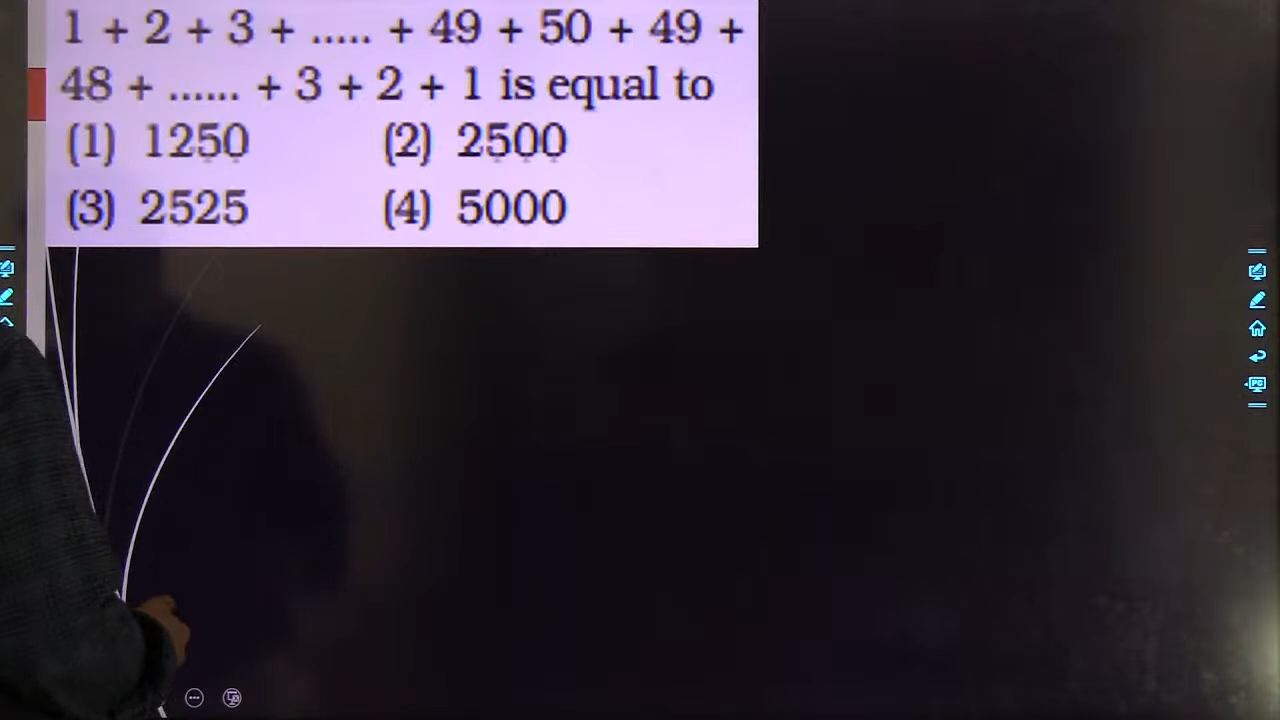 1 + 2 + 3 + ..... + 49 + 50 + 49 +
48 + ...... + 3 + 2 + 1 is equal to
(1) 1250 (2) 2500
(3) 2525 (4) 5000